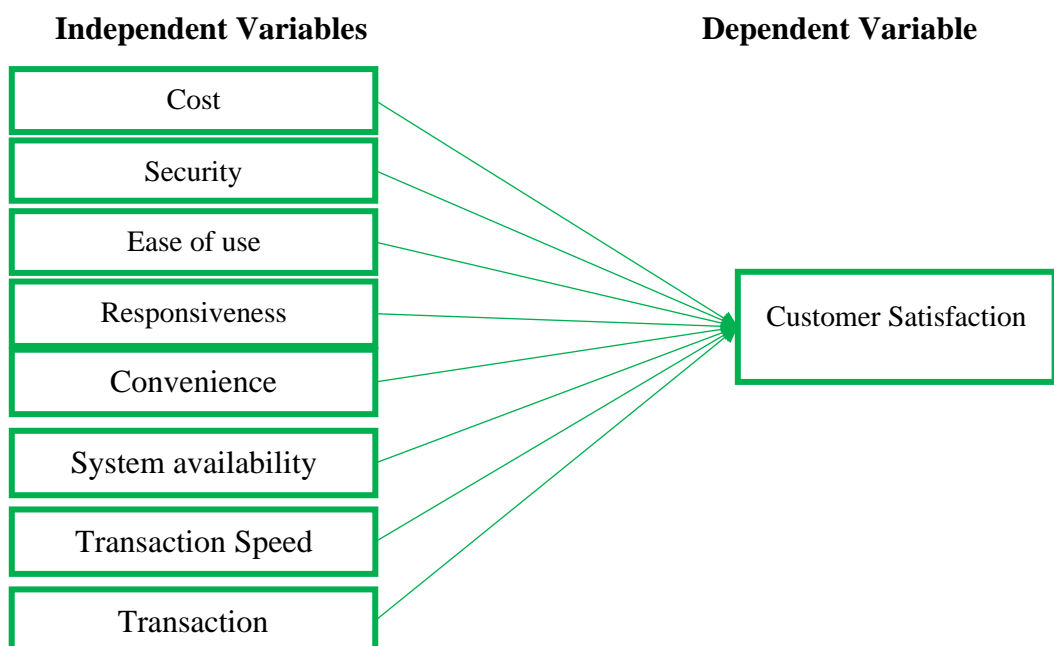 Independent Variables
Dependent Variable
Cost
Security
Ease of use
Responsiveness
Convenience
System availability
Transaction Speed
Transaction
Customer Satisfaction